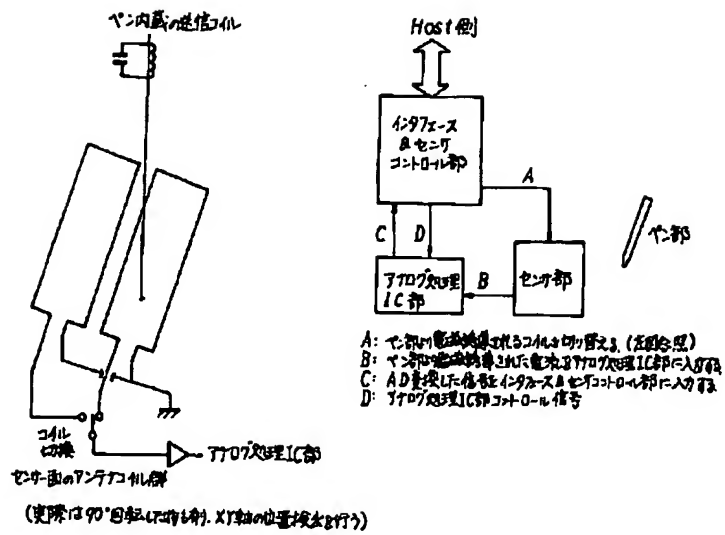 ペン内蔵の送信コイル
コイル
切換
アナログ処理IC部
センサー面のアンテナコイル部
(実際は90°回転した
XY軸の位置検出を行う)
Host側
インタフェース
&センサ
コントロール部
A
C
D
アナログ処理
IC部
B
センサ部
ペン部
A: ペン部より電磁誘導されるコイルを切り替える。(左図参照)
B: ペン部より電磁誘導された電流をアナログ処理IC部に入力する
C: AD変換した信号をインタフェース&センサコントロール部に入力する
D: アナログ処理IC部コントロール信号